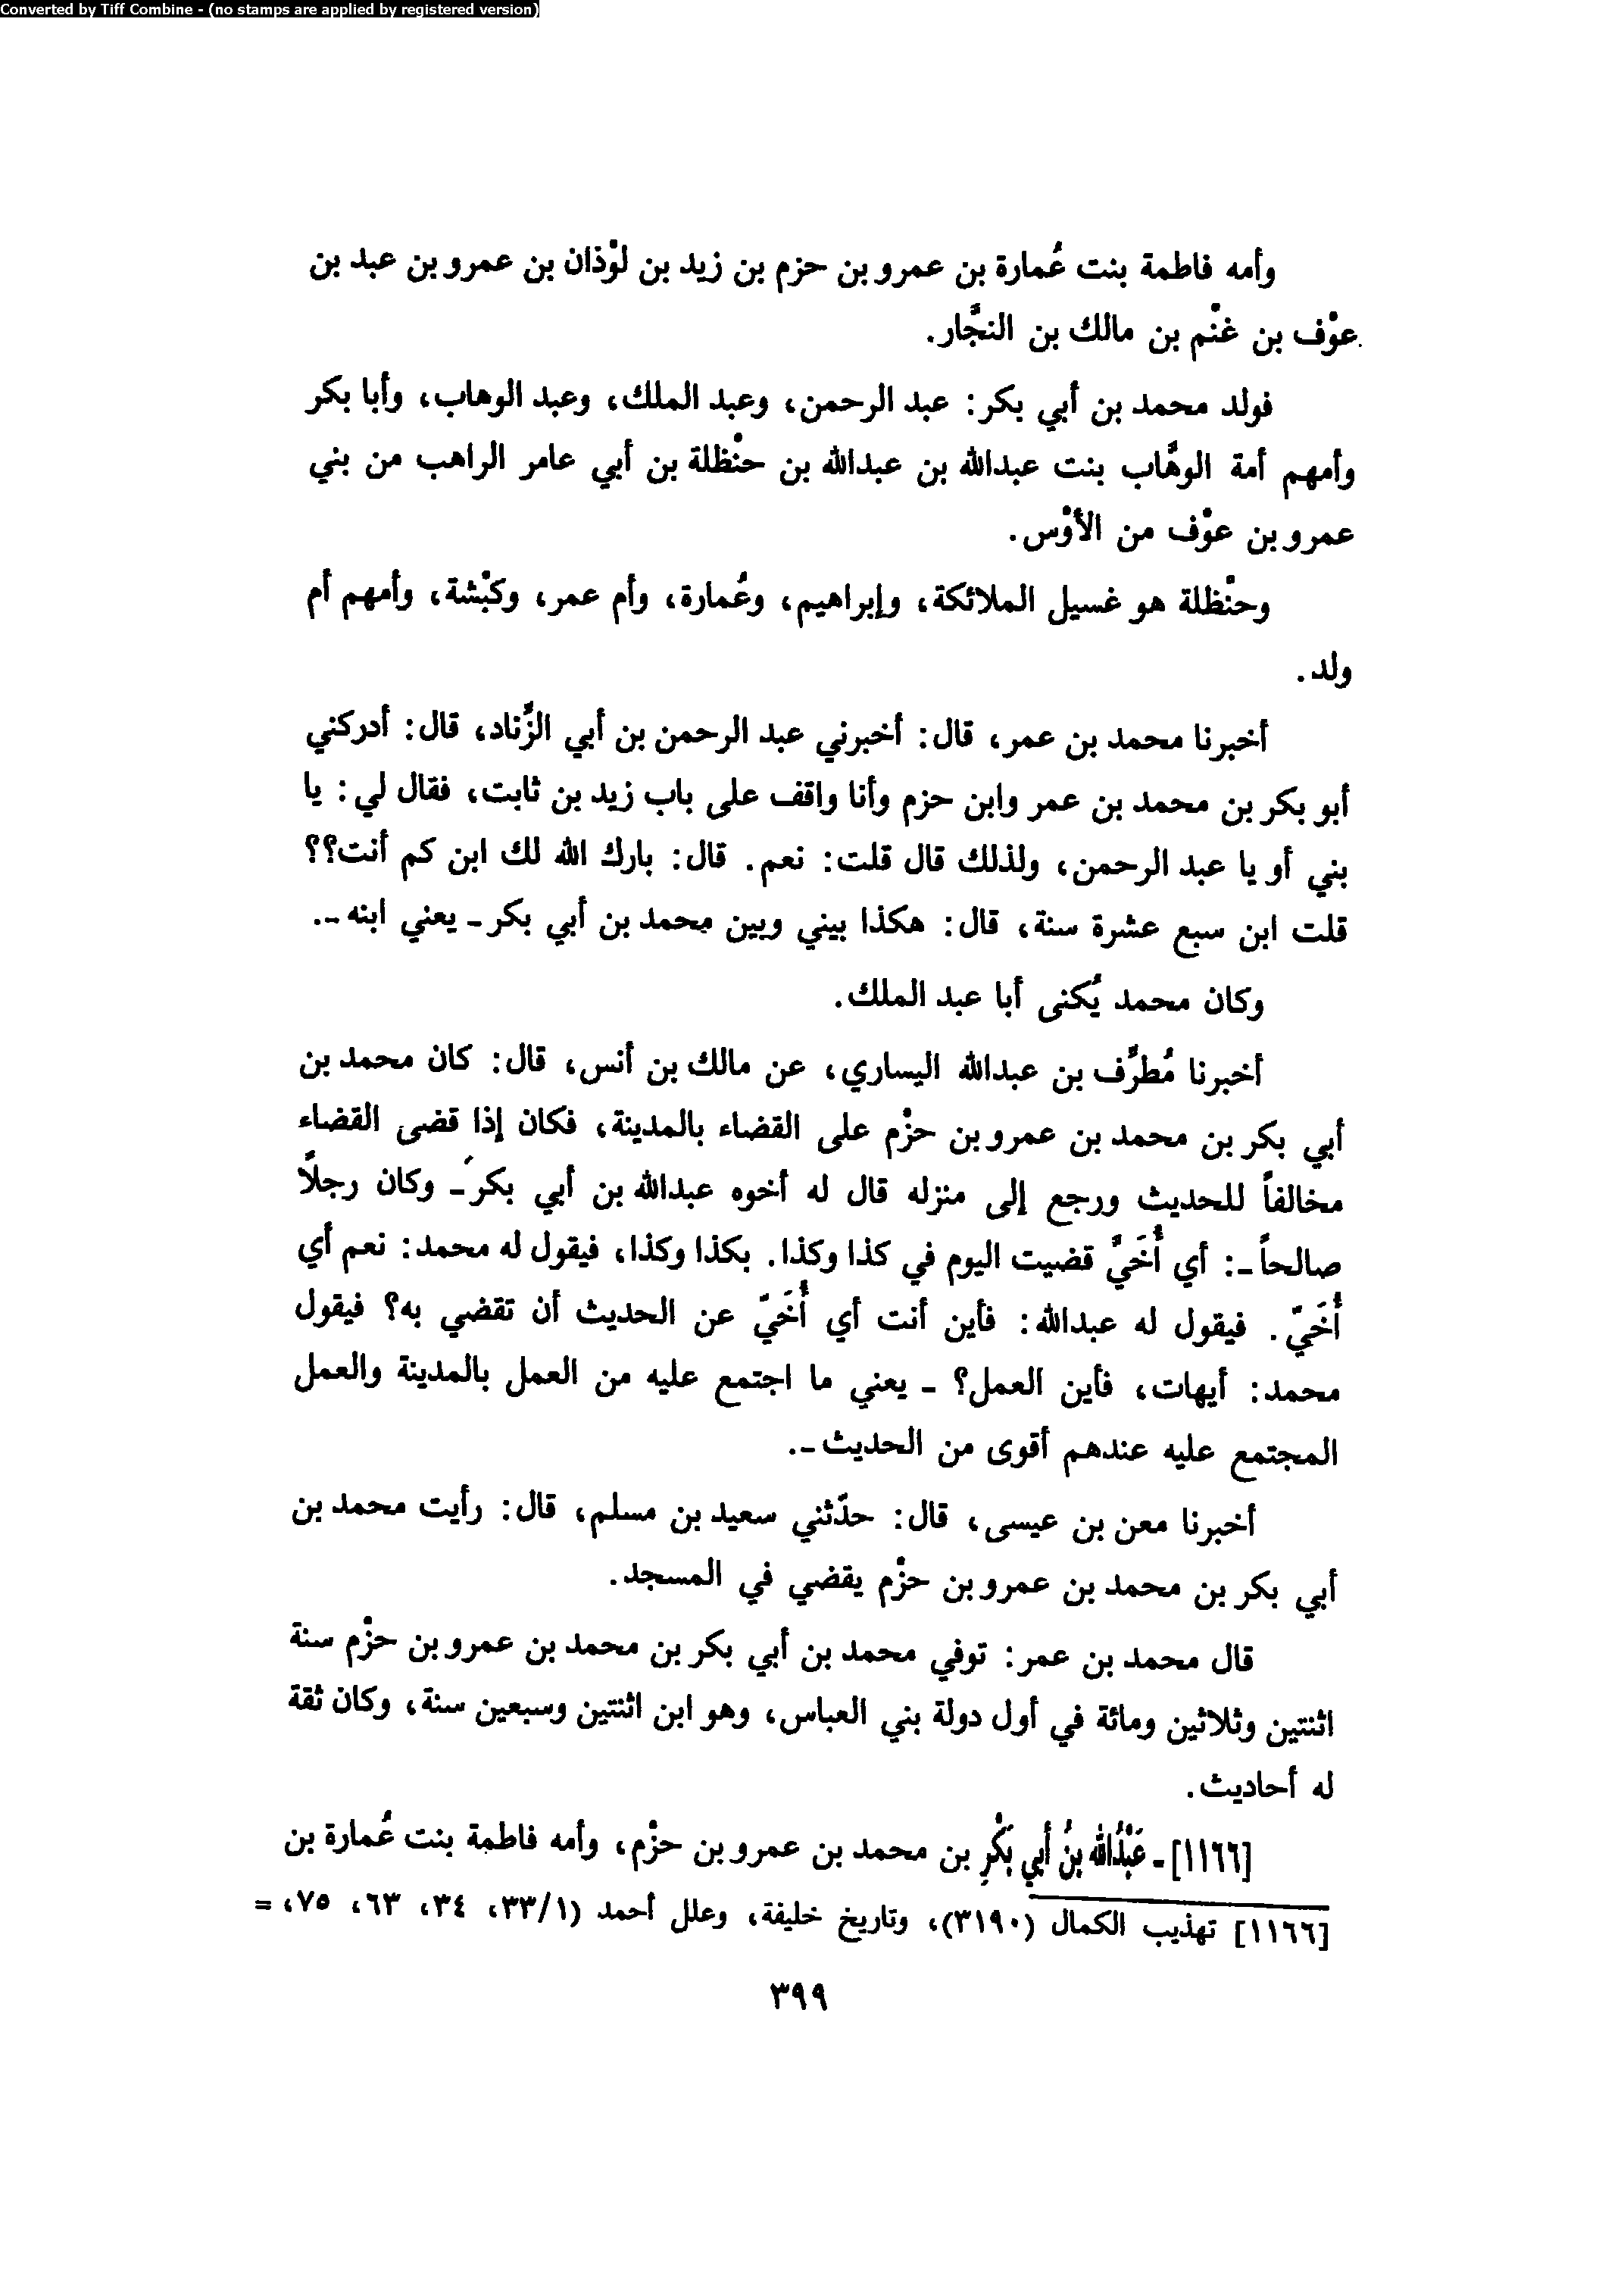 Converted by Tiff Combine - (no stamps are applied by registered version)
وأمه فاطمة بنت عُمارة بن عمرو بن حزم بن زيد بن لوْذان بن عمرو بن عبد بن
عوْف بن غنْم بن مالك بن النجَّار.
فولد محمد بن أبي بكر: عبد الرحمن، وعبد الملك، وعبد الوهاب، وأبا بكر
وأمهم أمة الوهَّاب بنت عبدالله بن عبدالله بن حنْظلة بن أبي عامر الراهب من بني
عمرو بن عوْف من الأوْس.
وحنْظلة هو غسيل الملائكة، وإبراهيم، وعُمارة، وأم عمر، وكبْشة، وأمهم أم
ولد.
أخبرنا محمد بن عمر، قال: أخبرني عبد الرحمن بن أبي الزِّناد، قال: أدركني
أبو بكر بن محمد بن عمر وابن حزم وأنا واقف على باب زيد بن ثابت، فقال لي: يا
بني أو يا عبد الرحمن، ولذلك قال قلت: نعم. قال: بارك الله لك ابن كم أنت؟؟
قلت ابن سبع عشرة سنة، قال: هكذا بيني وبين محمد بن أبي بكر ـ يعني ابنه ـ.
وكان محمد يُكنى أبا عبد الملك.
أخبرنا مُطرِّف بن عبدالله اليساري، عن مالك بن أنس، قال: كان محمد بن
أبي بكر بن محمد بن عمرو بن حزْم على القضاء بالمدينة، فكان إذا قضى القضاء
مخالفاً للحديث ورجع إلى منزله قال له أخوه عبدالله بن أبي بكر ـ وكان رجلاً
صالحاً ـ: أي أُخَيَّ قضيت اليوم في كذا وكذا. بكذا وكذا، فيقول له محمد: نعم أي
أُخَيّ. فيقول له عبدالله: فأين أنت أي أُخَيّ عن الحديث أن تقضي به؟ فيقول
محمد: أيهات، فأين العمل؟ ـ يعني ما اجتمع عليه من العمل بالمدينة والعمل
المجتمع عليه عندهم أقوى من الحديث ـ.
أخبرنا معن بن عيسى، قال: حدّثني سعيد بن مسلم، قال: رأيت محمد بن
أبي بكر بن محمد بن عمرو بن حزْم يقضي في المسجد.
قال محمد بن عمر: توفي محمد بن أبي بكر بن محمد بن عمرو بن حزْم سنة
اثنتين وثلاثين ومائة في أول دولة بني العباس، وهو ابن اثنتين وسبعين سنة، وكان ثقة
له أحاديث.
[١١٦٦] ـ عَبْدُالله بنُ أَبي بَكْرِ بن محمد بن عمرو بن حزْم، وأمه فاطمة بنت عُمارة بن
[١١٦٦] تهذيب الكمال (٣١٩٠)، وتاريخ خليفة، وعلل أحمد (٣٣/١، ٣٤، ٦٣، ٧٥، =
٣٩٩